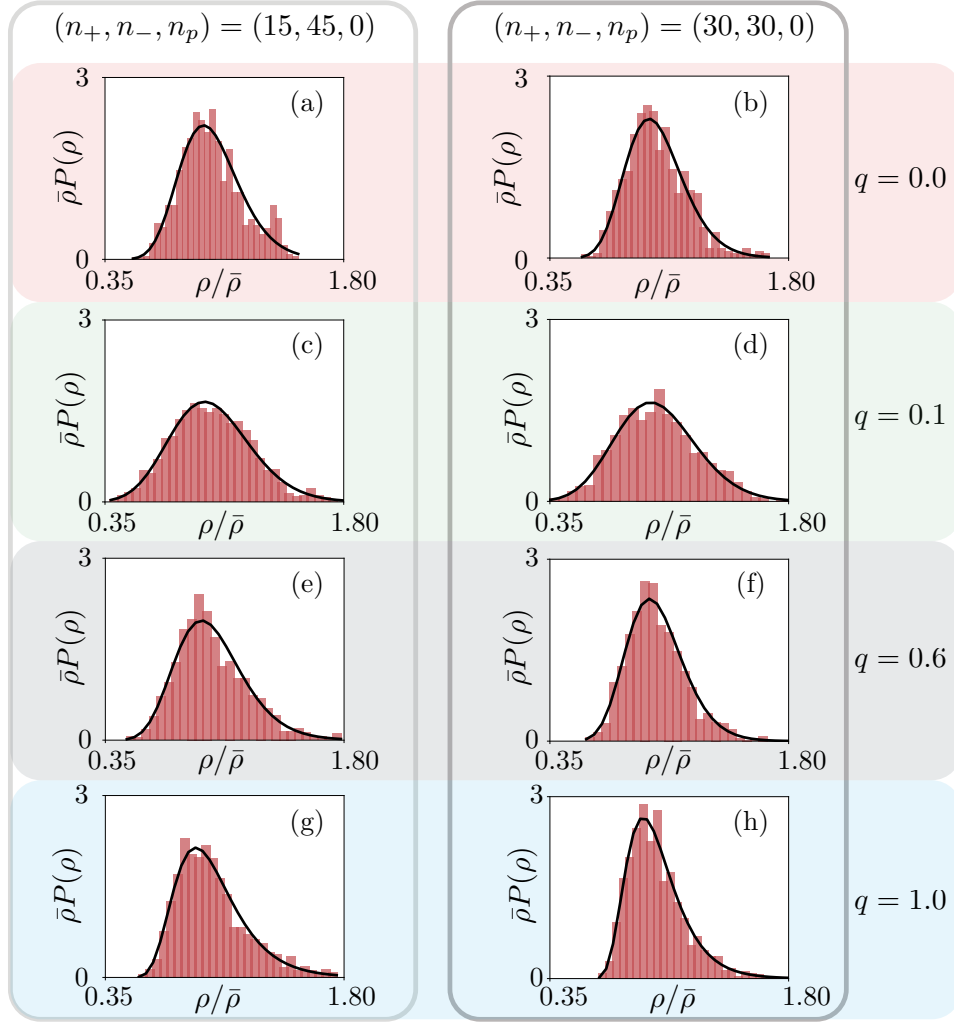 (n₊, n₋, nₚ) = (15, 45, 0)
(n₊, n₋, nₚ) = (30, 30, 0)
3
(a)
ρ̄P(ρ)
0
0.35
ρ/ρ̄
1.80
3
(b)
ρ̄P(ρ)
0
0.35
ρ/ρ̄
1.80
q = 0.0
3
(c)
ρ̄P(ρ)
0
0.35
ρ/ρ̄
1.80
3
(d)
ρ̄P(ρ)
0
0.35
ρ/ρ̄
1.80
q = 0.1
3
(e)
ρ̄P(ρ)
0
0.35
ρ/ρ̄
1.80
3
(f)
ρ̄P(ρ)
0
0.35
ρ/ρ̄
1.80
q = 0.6
3
(g)
ρ̄P(ρ)
0
0.35
ρ/ρ̄
1.80
3
(h)
ρ̄P(ρ)
0
0.35
ρ/ρ̄
1.80
q = 1.0